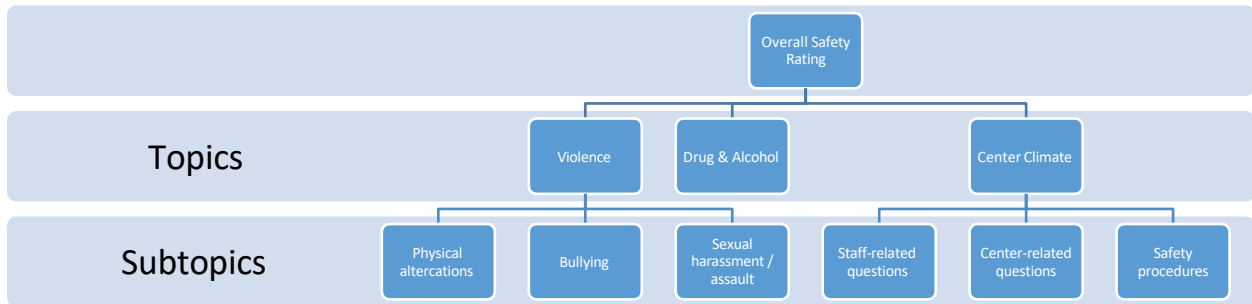 Overall Safety
Rating
Topics
Violence
Drug & Alcohol
Center Climate
Subtopics
Physical
altercations
Bullying
Sexual
harassment /
assault
Staff-related
questions
Center-related
questions
Safety
procedures